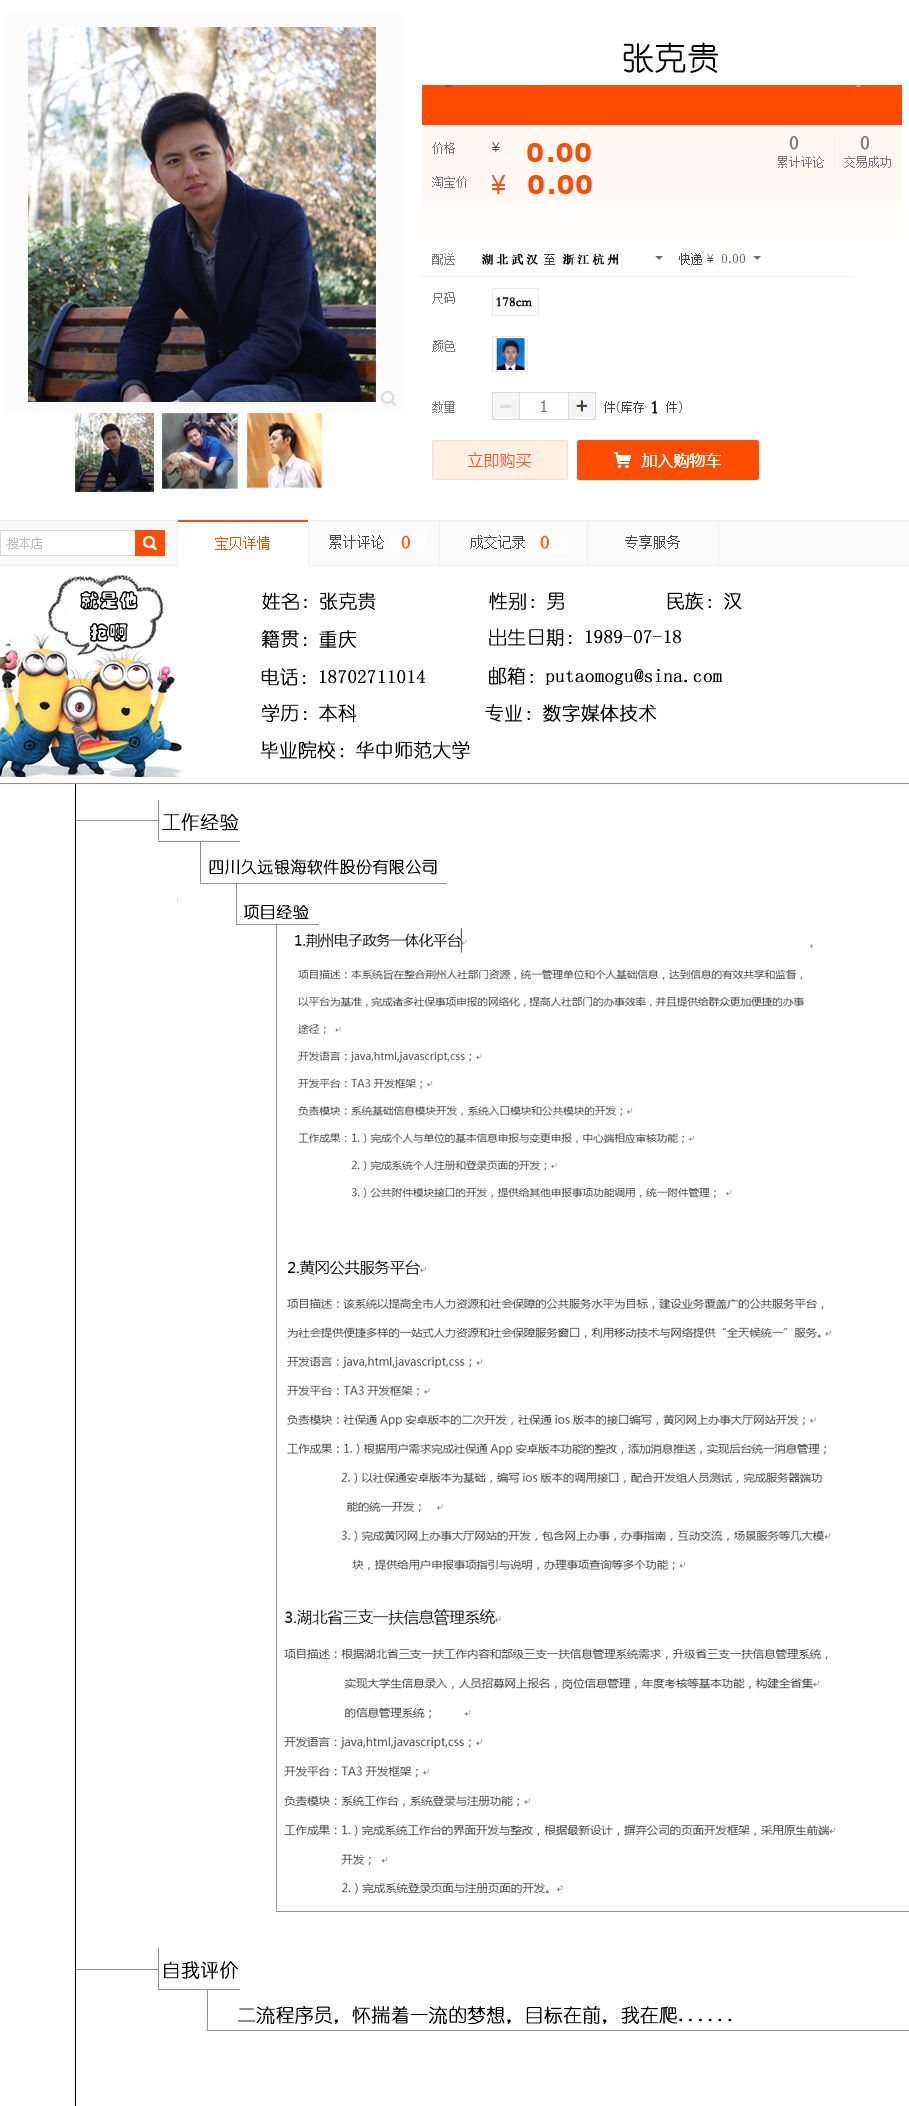 张克贵
价格 ¥ 0.00
淘宝价 ¥ 0.00
0 累计评论
0 交易成功
配送 湖北武汉 至 浙江杭州 快递 ¥ 0.00
尺码 178cm
颜色
数量 1 件(库存 1 件)
立即购买 加入购物车
搜本店 宝贝详情 累计评论 0 成交记录 0 专享服务
就是他
抢啊
姓名：张克贵 性别：男 民族：汉
籍贯：重庆 出生日期：1989-07-18
电话：18702711014 邮箱：putaomogu@sina.com
学历：本科 专业：数字媒体技术
毕业院校：华中师范大学
工作经验
四川久远银海软件股份有限公司
项目经验
1.荆州电子政务一体化平台
项目描述：本系统旨在整合荆州人社部门资源，统一管理单位和个人基础信息，达到信息的有效共享和监督，
以平台为基准，完成诸多社保事项申报的网络化，提高人社部门的办事效率，并且提供给群众更加便捷的办事
途径；
开发语言：java,html,javascript,css；
开发平台：TA3 开发框架；
负责模块：系统基础信息模块开发，系统入口模块和公共模块的开发；
工作成果：1.）完成个人与单位的基本信息申报与变更申报，中心端相应审核功能；
2.）完成系统个人注册和登录页面的开发；
3.）公共附件模块接口的开发，提供给其他申报事项功能调用，统一附件管理；
2.黄冈公共服务平台
项目描述：该系统以提高全市人力资源和社会保障的公共服务水平为目标，建设业务覆盖广的公共服务平台，
为社会提供便捷多样的一站式人力资源和社会保障服务窗口，利用移动技术与网络提供“全天候统一”服务。
开发语言：java,html,javascript,css；
开发平台：TA3 开发框架；
负责模块：社保通 App 安卓版本的二次开发，社保通 ios 版本的接口编写，黄冈网上办事大厅网站开发；
工作成果：1.）根据用户需求完成社保通 App 安卓版本功能的整改，添加消息推送，实现后台统一消息管理；
2.）以社保通安卓版本为基础，编写 ios 版本的调用接口，配合开发组人员测试，完成服务器端功
能的统一开发；
3.）完成黄冈网上办事大厅网站的开发，包含网上办事，办事指南，互动交流，场景服务等几大模
块，提供给用户申报事项指引与说明，办理事项查询等多个功能；
3.湖北省三支一扶信息管理系统
项目描述：根据湖北省三支一扶工作内容和部级三支一扶信息管理系统需求，升级省三支一扶信息管理系统，
实现大学生信息录入，人员招募网上报名，岗位信息管理，年度考核等基本功能，构建全省集
的信息管理系统；
开发语言：java,html,javascript,css；
开发平台：TA3 开发框架；
负责模块：系统工作台，系统登录与注册功能；
工作成果：1.）完成系统工作台的界面开发与整改，根据最新设计，摒弃公司的页面开发框架，采用原生前端
开发；
2.）完成系统登录页面与注册页面的开发。
自我评价
二流程序员，怀揣着一流的梦想，目标在前，我在爬......